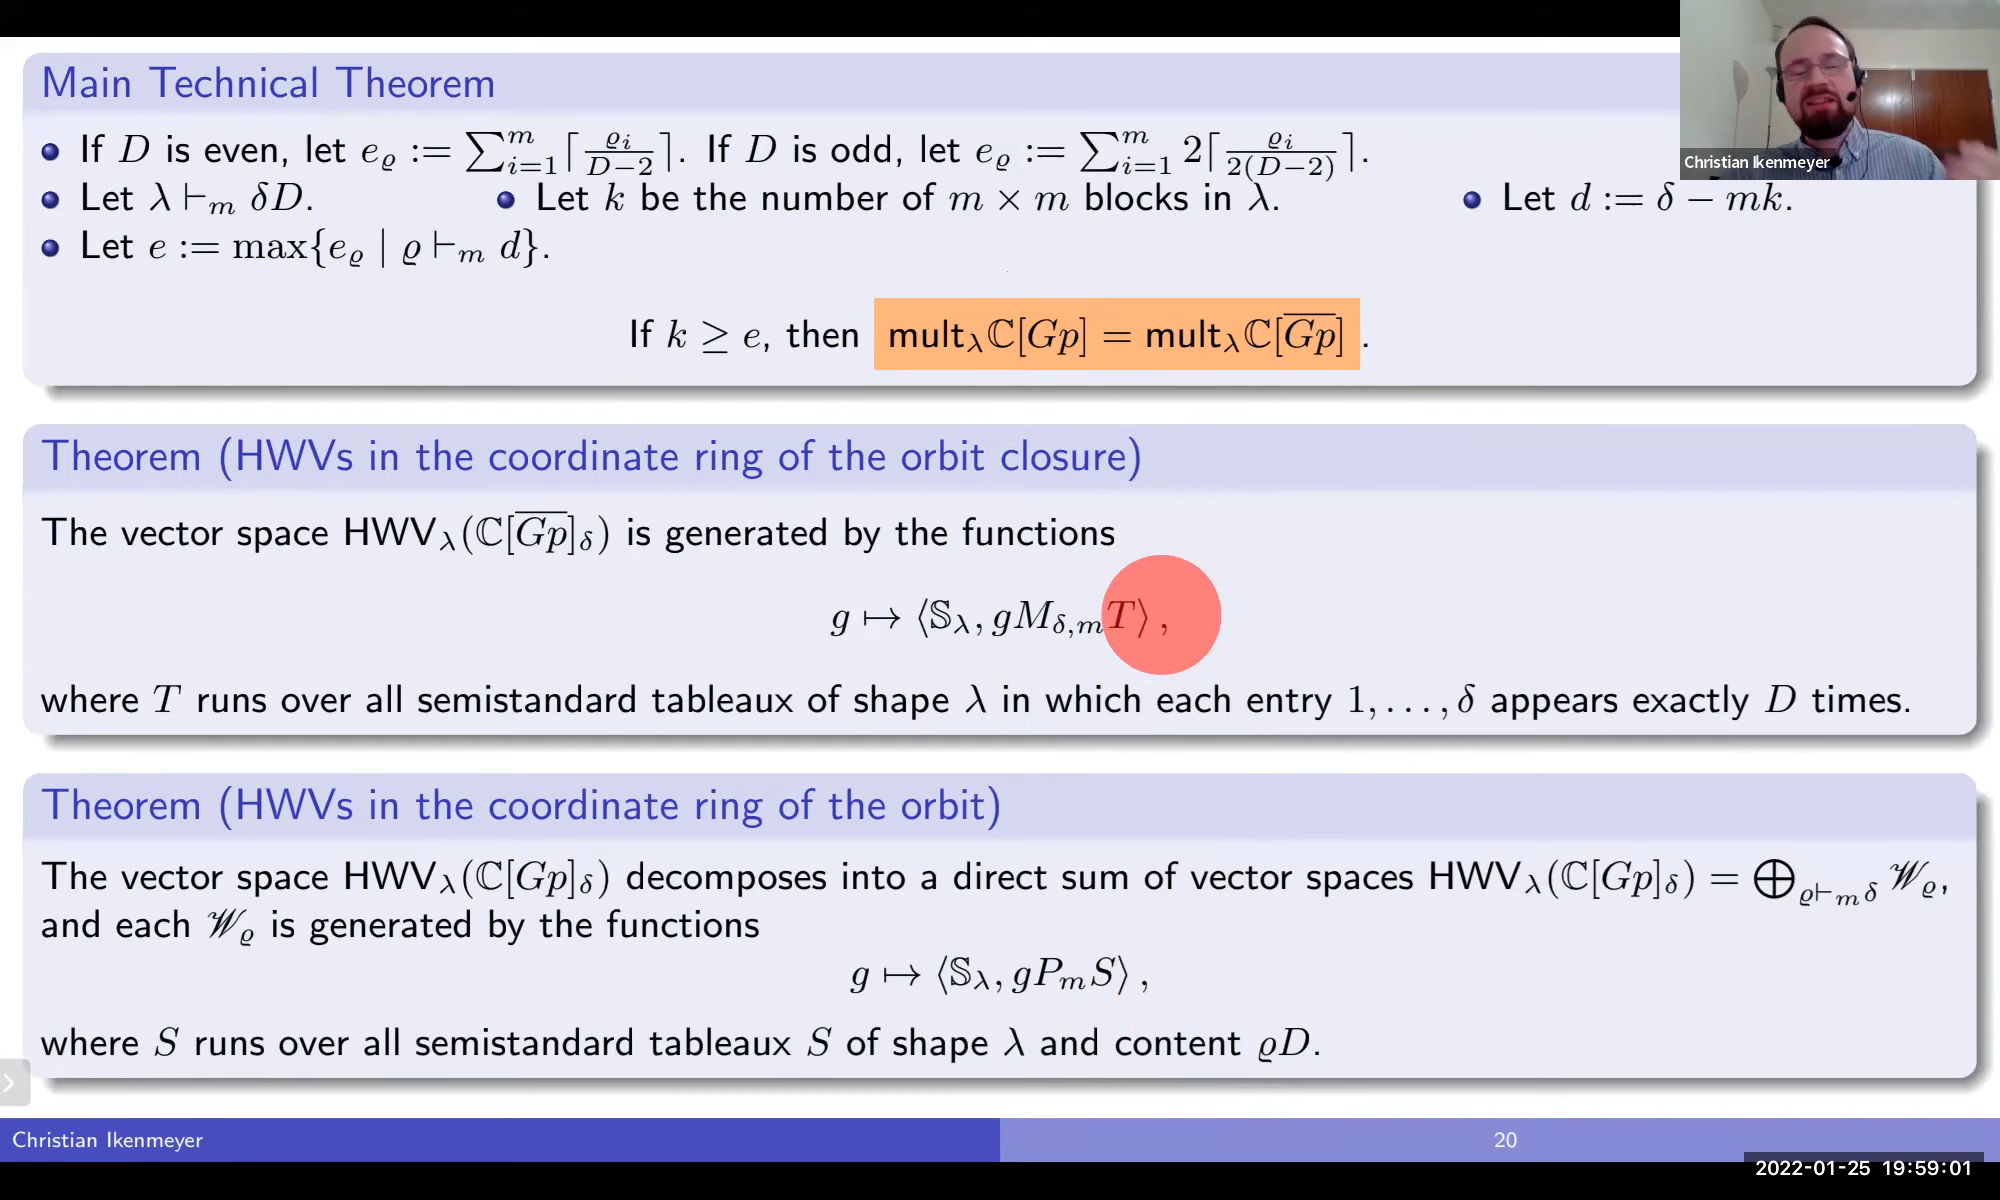 Main Technical Theorem
If D is even, let e_ϱ := ∑_{i=1}^{m} ⌈ϱ_i/(D−2)⌉. If D is odd, let e_ϱ := ∑_{i=1}^{m} 2⌈ϱ_i/(2(D−2))⌉.
Let λ ⊢_m δD. Let k be the number of m × m blocks in λ. Let d := δ − mk.
Let e := max{e_ϱ | ϱ ⊢_m d}.
If k ≥ e, then mult_λ ℂ[Gp] = mult_λ ℂ[\overline{Gp}].
Theorem (HWVs in the coordinate ring of the orbit closure)
The vector space HWV_λ(ℂ[\overline{Gp}]_δ) is generated by the functions
g ↦ ⟨𝕊_λ, gM_{δ,m}T⟩,
where T runs over all semistandard tableaux of shape λ in which each entry 1, . . . , δ appears exactly D times.
Theorem (HWVs in the coordinate ring of the orbit)
The vector space HWV_λ(ℂ[Gp]_δ) decomposes into a direct sum of vector spaces HWV_λ(ℂ[Gp]_δ) = ⊕_{ϱ⊢_m δ} 𝒲_ϱ,
and each 𝒲_ϱ is generated by the functions
g ↦ ⟨𝕊_λ, gP_mS⟩,
where S runs over all semistandard tableaux S of shape λ and content ϱD.
Christian Ikenmeyer
Christian Ikenmeyer 20
2022-01-25 19:59:01